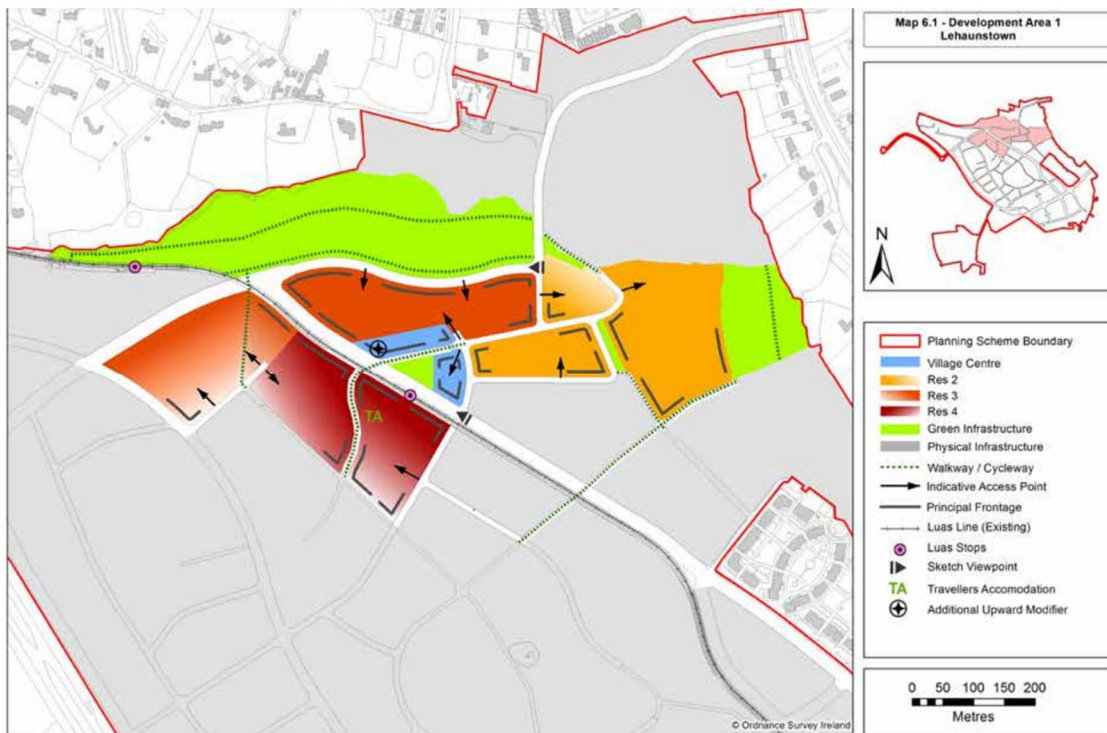 Map 6.1 - Development Area 1
Lehaunstown
N
TA
Planning Scheme Boundary
Village Centre
Res 2
Res 3
Res 4
Green Infrastructure
Physical Infrastructure
Walkway / Cycleway
Indicative Access Point
Principal Frontage
Luas Line (Existing)
Luas Stops
Sketch Viewpoint
TA Travellers Accomodation
Additional Upward Modifier
0 50 100 150 200
Metres
© Ordnance Survey Ireland